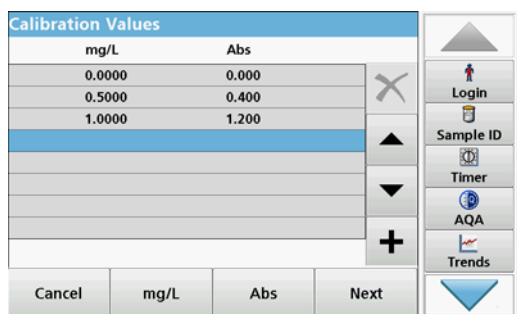 Calibration Values
mg/L Abs
0.0000 0.000
0.5000 0.400
1.0000 1.200
Cancel mg/L Abs Next
Login
Sample ID
Timer
AQA
Trends